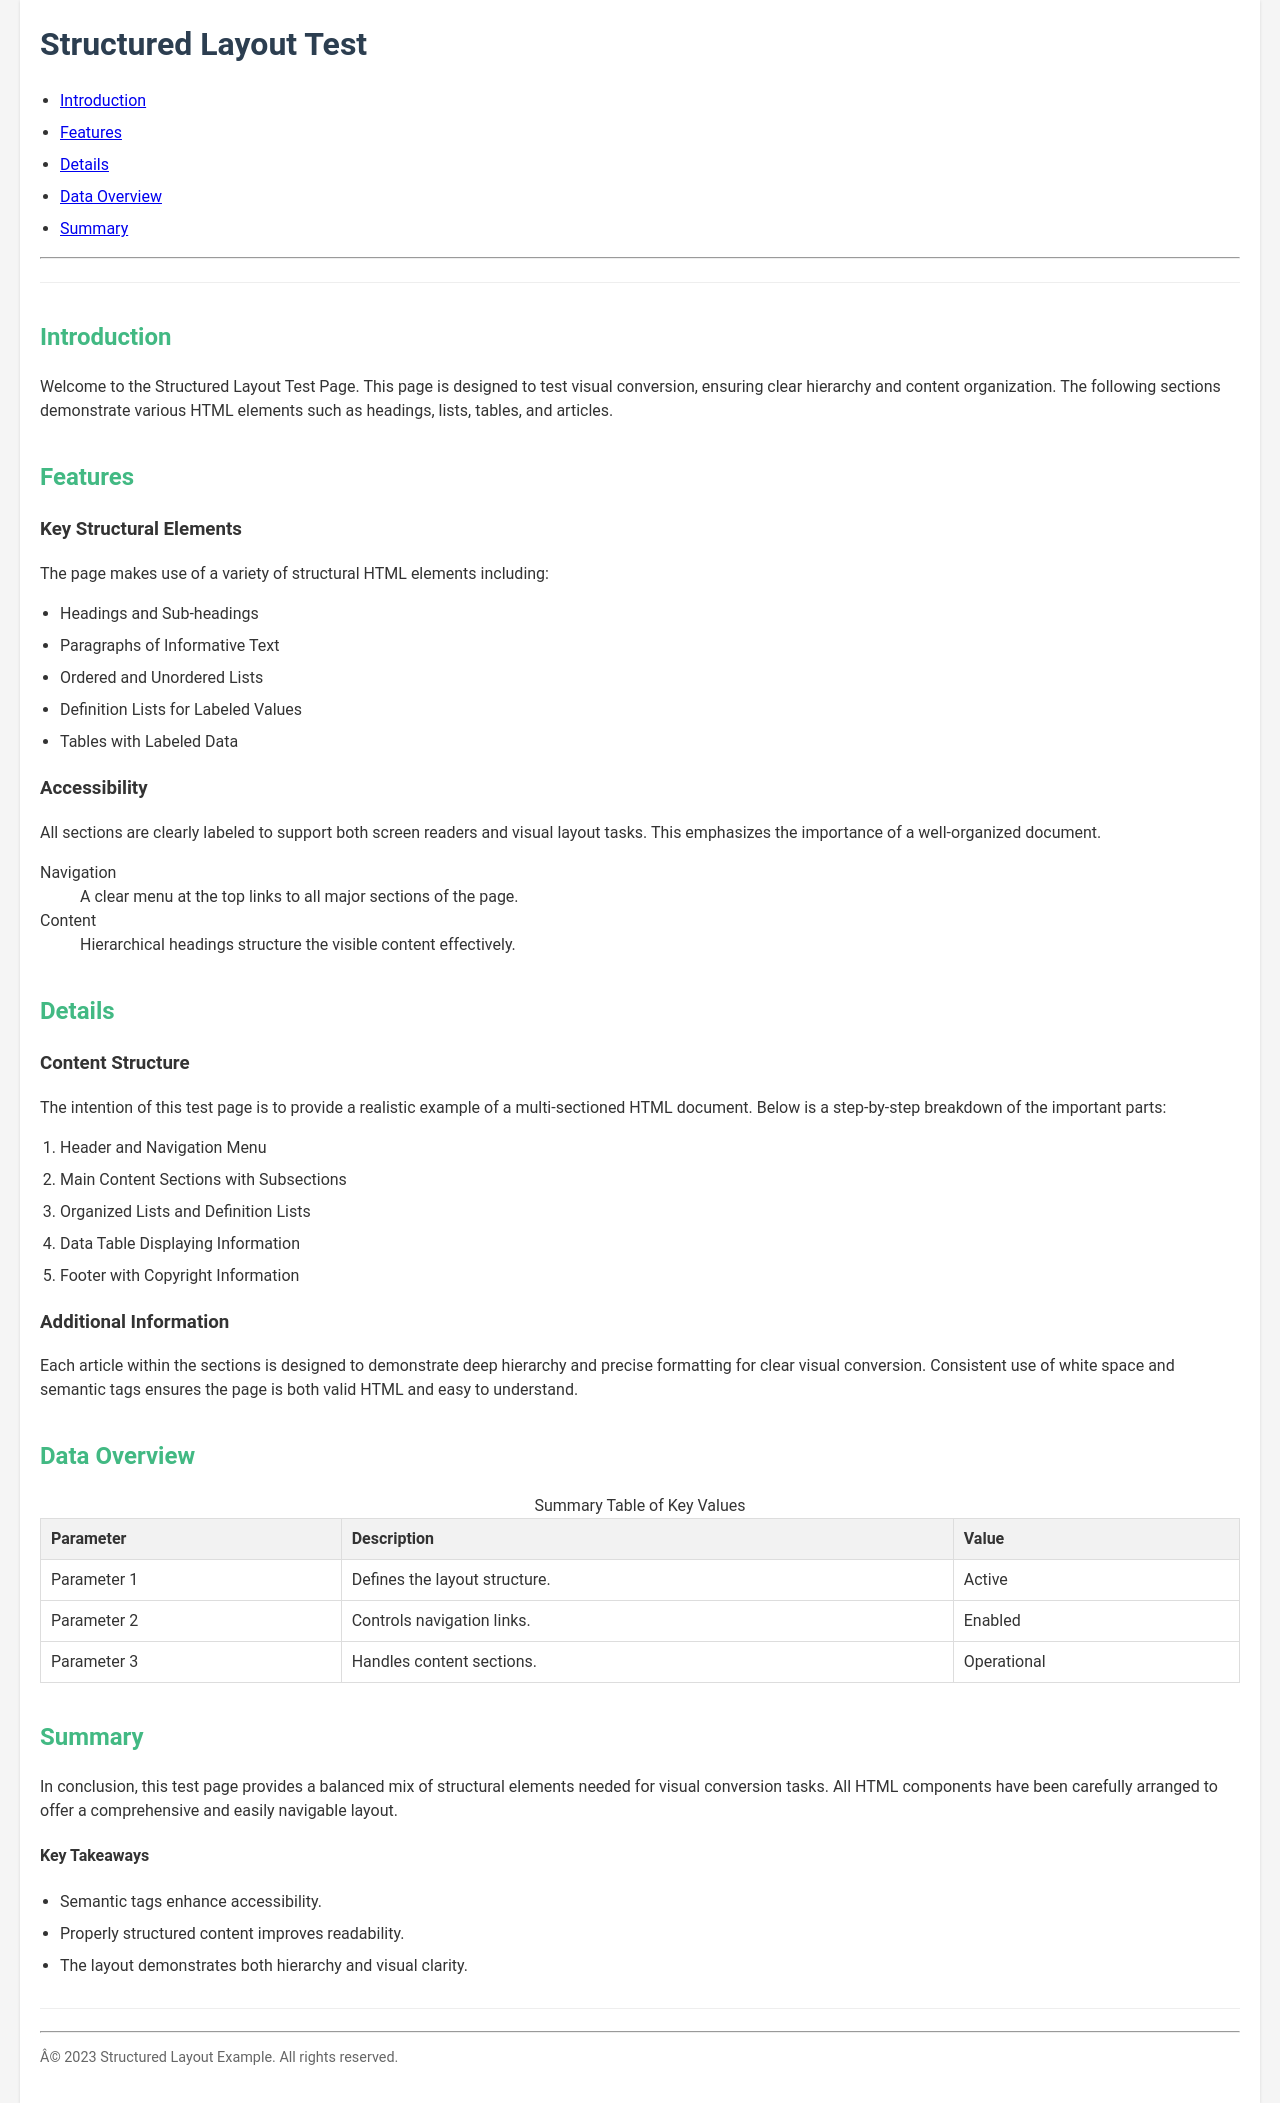 Structured Layout Test
Introduction
Features
Details
Data Overview
Summary
Introduction
Welcome to the Structured Layout Test Page. This page is designed to test visual conversion, ensuring clear hierarchy and content organization. The following sections
demonstrate various HTML elements such as headings, lists, tables, and articles.
Features
Key Structural Elements
The page makes use of a variety of structural HTML elements including:
Headings and Sub-headings
Paragraphs of Informative Text
Ordered and Unordered Lists
Definition Lists for Labeled Values
Tables with Labeled Data
Accessibility
All sections are clearly labeled to support both screen readers and visual layout tasks. This emphasizes the importance of a well-organized document.
Navigation
A clear menu at the top links to all major sections of the page.
Content
Hierarchical headings structure the visible content effectively.
Details
Content Structure
The intention of this test page is to provide a realistic example of a multi-sectioned HTML document. Below is a step-by-step breakdown of the important parts:
1. Header and Navigation Menu
2. Main Content Sections with Subsections
3. Organized Lists and Definition Lists
4. Data Table Displaying Information
5. Footer with Copyright Information
Additional Information
Each article within the sections is designed to demonstrate deep hierarchy and precise formatting for clear visual conversion. Consistent use of white space and
semantic tags ensures the page is both valid HTML and easy to understand.
Data Overview
Summary Table of Key Values
Parameter Description Value
Parameter 1 Defines the layout structure. Active
Parameter 2 Controls navigation links. Enabled
Parameter 3 Handles content sections. Operational
Summary
In conclusion, this test page provides a balanced mix of structural elements needed for visual conversion tasks. All HTML components have been carefully arranged to
offer a comprehensive and easily navigable layout.
Key Takeaways
Semantic tags enhance accessibility.
Properly structured content improves readability.
The layout demonstrates both hierarchy and visual clarity.
Â© 2023 Structured Layout Example. All rights reserved.